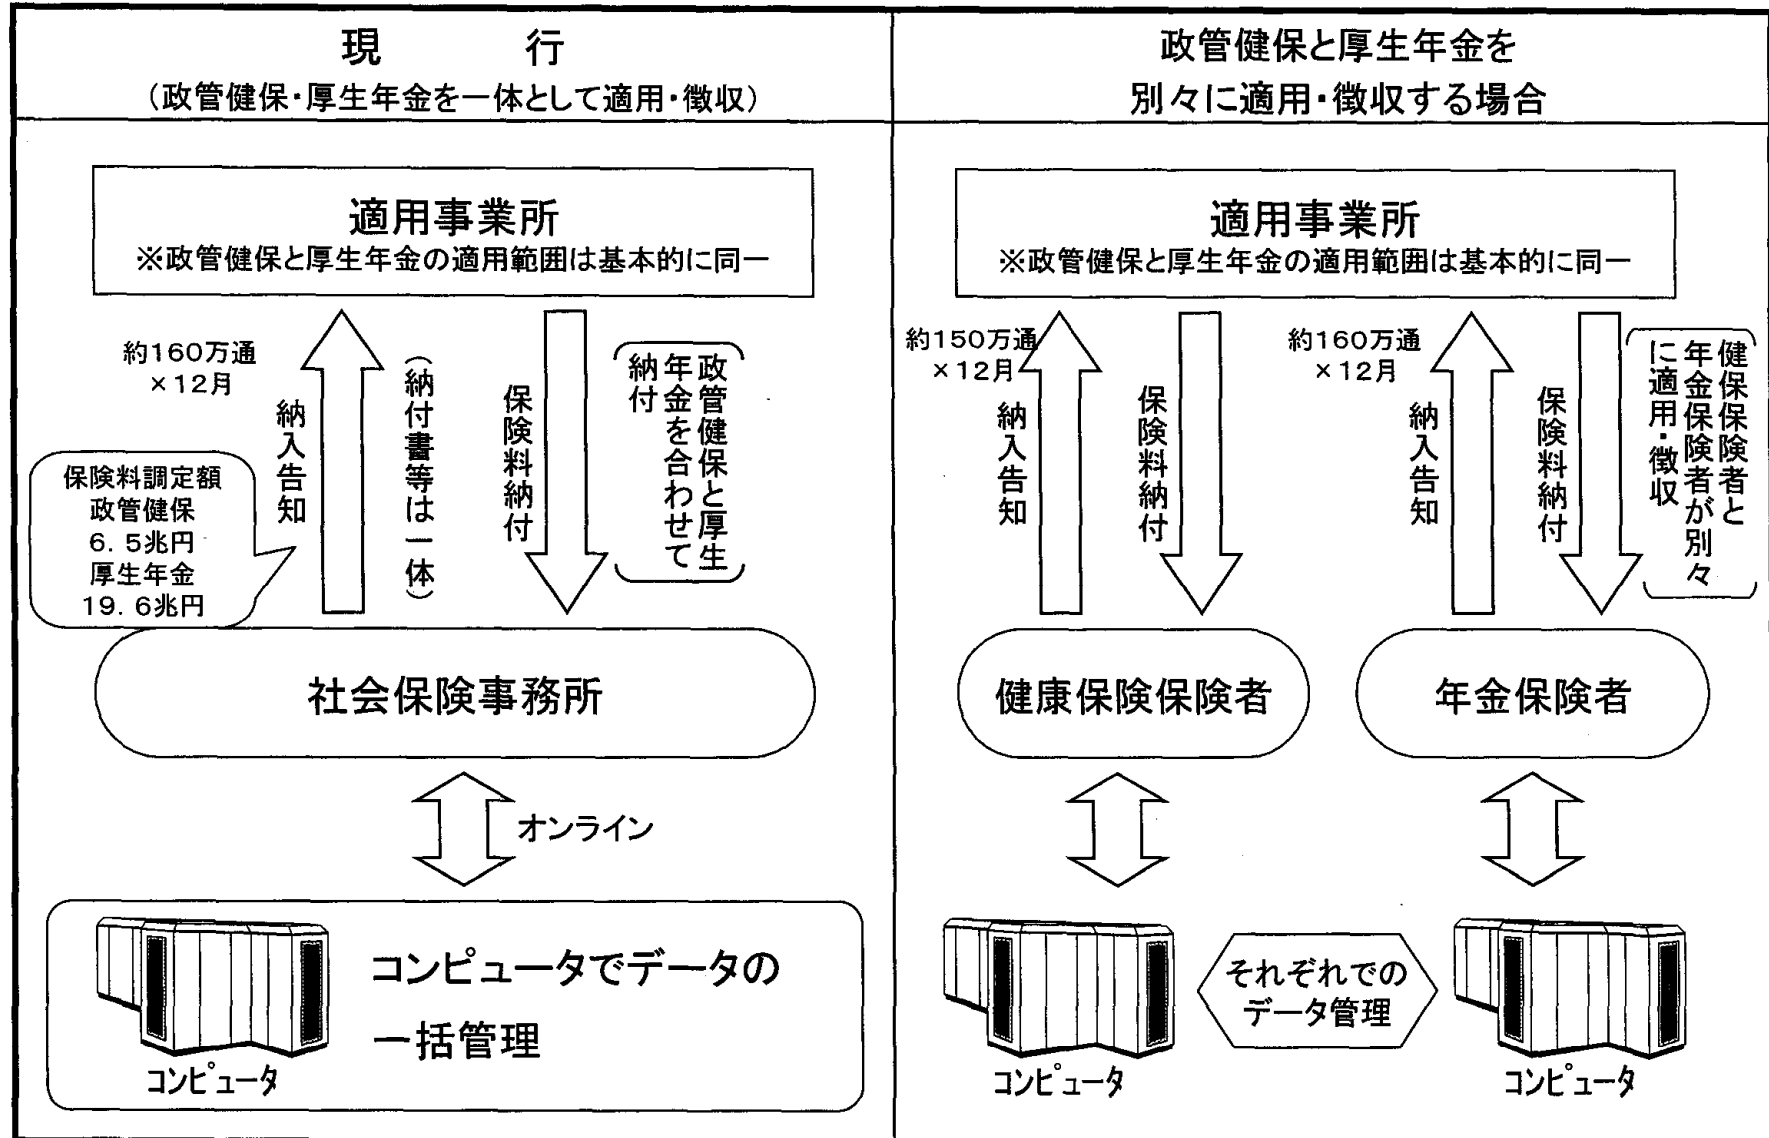 現　行
（政管健保・厚生年金を一体として適用・徴収）
適用事業所
※政管健保と厚生年金の適用範囲は基本的に同一
約160万通
×12月
納入告知
（納付書等は一体）
保険料納付
政管健保と厚生
年金を合わせて
納付
保険料調定額
政管健保
6.5兆円
厚生年金
19.6兆円
社会保険事務所
オンライン
コンピュータでデータの
一括管理
コンピュータ
政管健保と厚生年金を
別々に適用・徴収する場合
適用事業所
※政管健保と厚生年金の適用範囲は基本的に同一
約150万通
×12月
納入告知
保険料納付
約160万通
×12月
納入告知
保険料納付
健保保険者と
年金保険者が別々
に適用・徴収
健康保険保険者
年金保険者
それぞれでの
データ管理
コンピュータ
コンピュータ